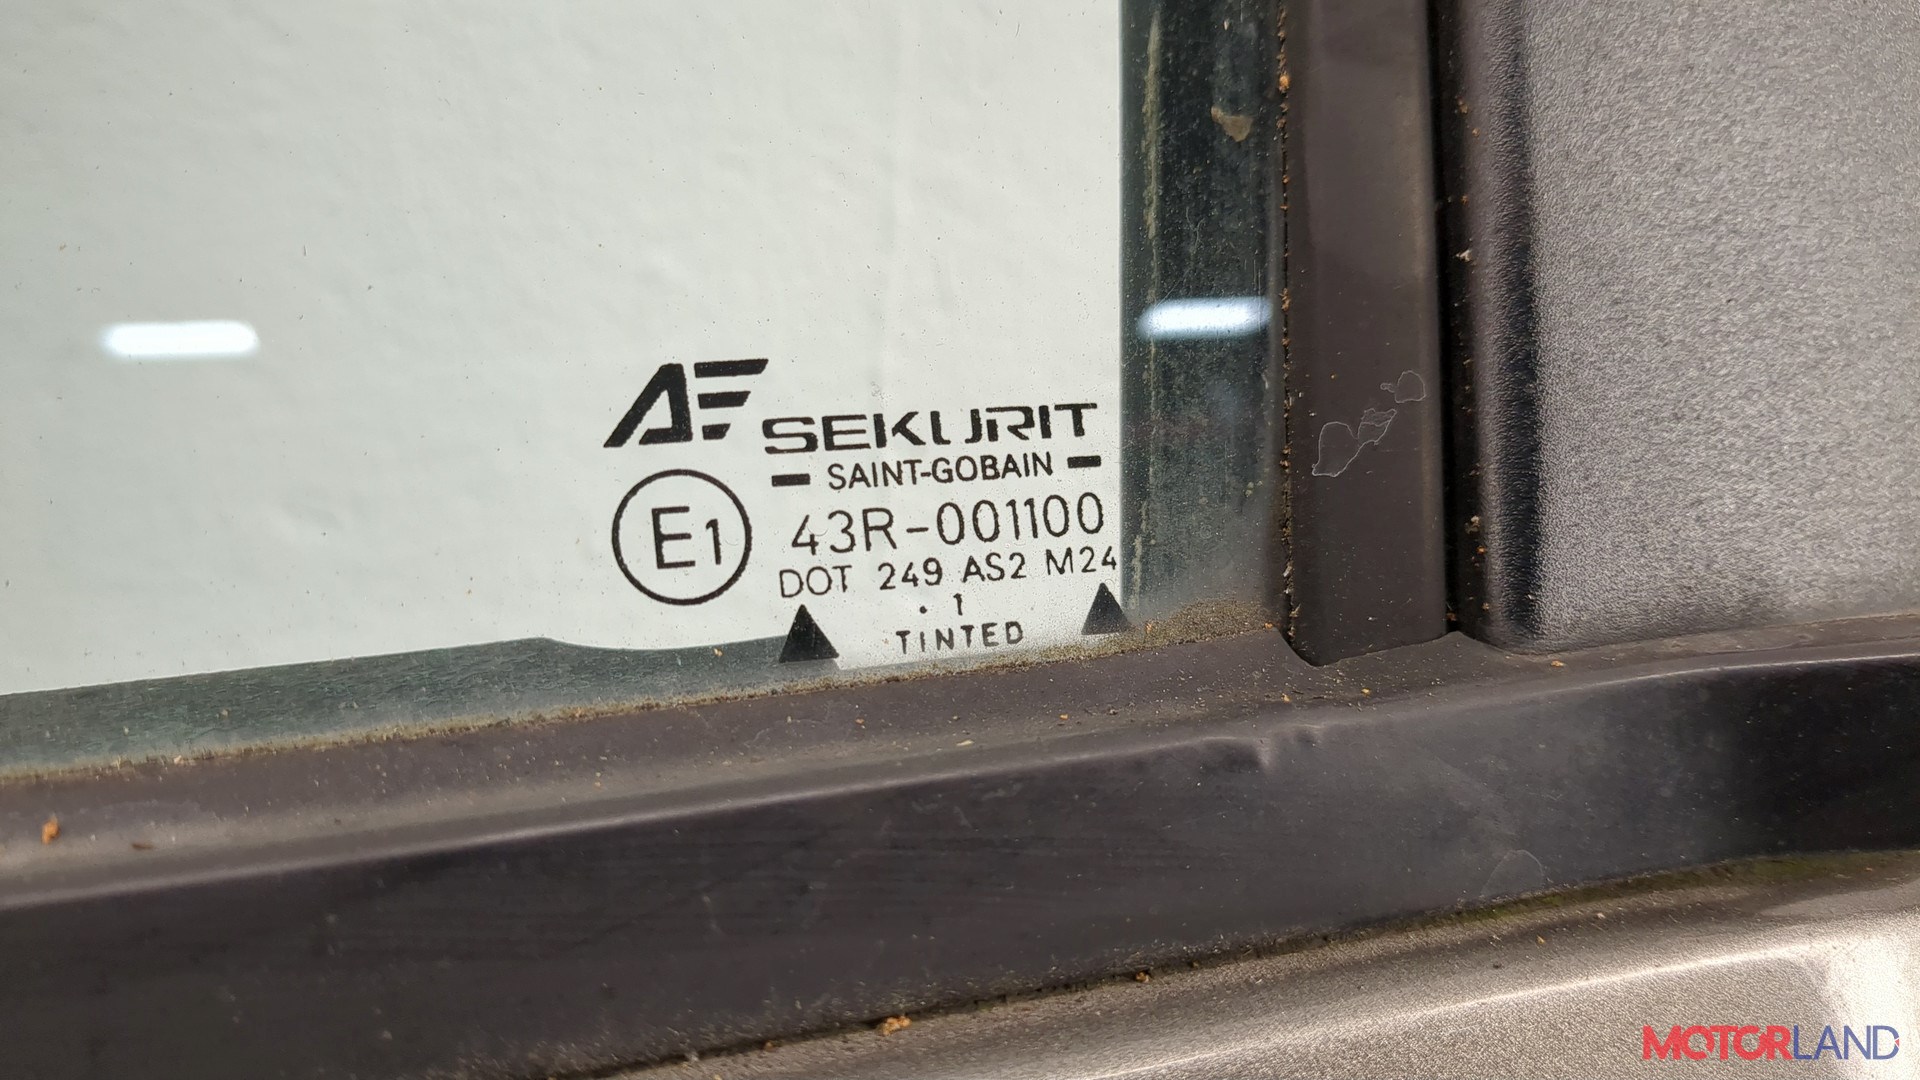 AF SEKURIT
SAINT-GOBAIN
E1 43R-001100
DOT 249 AS2 M24
. 1
TINTED
MOTORLAND